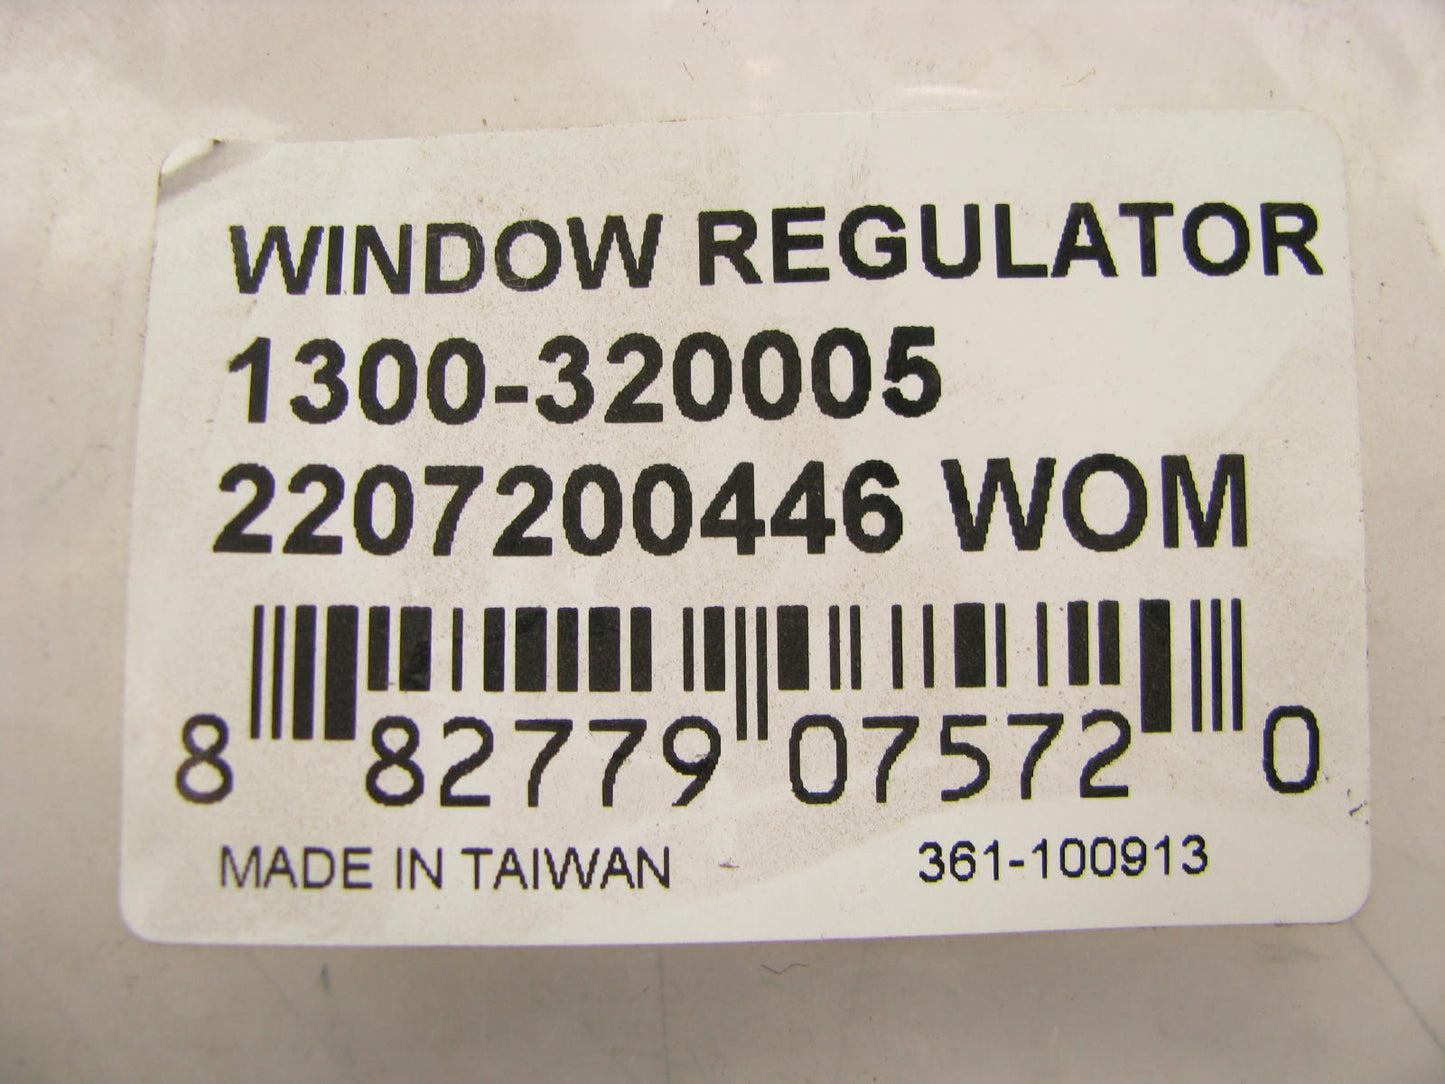 WINDOW REGULATOR
1300-320005
2207200446 WOM
8 82779 07572 0
MADE IN TAIWAN 361-100913